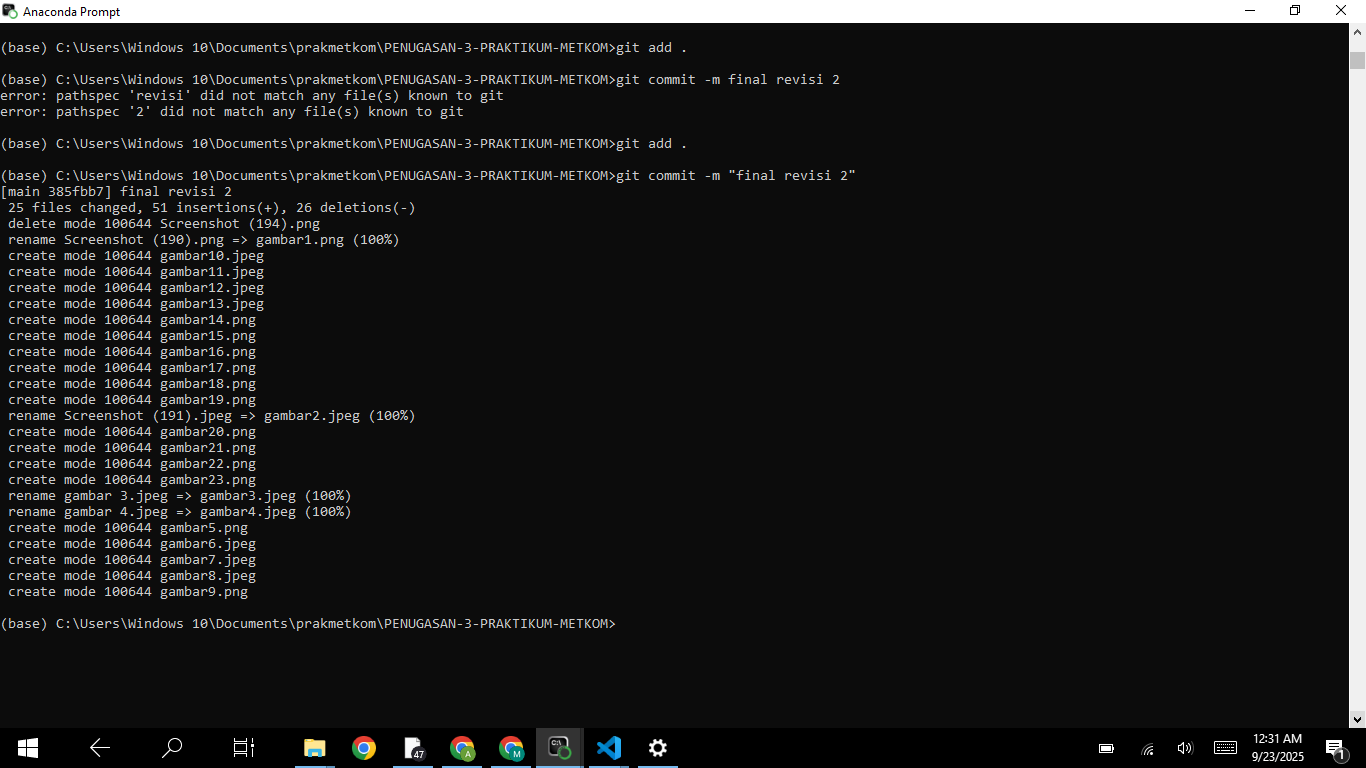 Anaconda Prompt
(base) C:\Users\Windows 10\Documents\prakmetkom\PENUGASAN-3-PRAKTIKUM-METKOM>git add .
(base) C:\Users\Windows 10\Documents\prakmetkom\PENUGASAN-3-PRAKTIKUM-METKOM>git commit -m final revisi 2
error: pathspec 'revisi' did not match any file(s) known to git
error: pathspec '2' did not match any file(s) known to git
(base) C:\Users\Windows 10\Documents\prakmetkom\PENUGASAN-3-PRAKTIKUM-METKOM>git add .
(base) C:\Users\Windows 10\Documents\prakmetkom\PENUGASAN-3-PRAKTIKUM-METKOM>git commit -m "final revisi 2"
[main 385fbb7] final revisi 2
25 files changed, 51 insertions(+), 26 deletions(-)
delete mode 100644 Screenshot (194).png
rename Screenshot (190).png => gambar1.png (100%)
create mode 100644 gambar10.jpeg
create mode 100644 gambar11.jpeg
create mode 100644 gambar12.jpeg
create mode 100644 gambar13.jpeg
create mode 100644 gambar14.png
create mode 100644 gambar15.png
create mode 100644 gambar16.png
create mode 100644 gambar17.png
create mode 100644 gambar18.png
create mode 100644 gambar19.png
rename Screenshot (191).jpeg => gambar2.jpeg (100%)
create mode 100644 gambar20.png
create mode 100644 gambar21.png
create mode 100644 gambar22.png
create mode 100644 gambar23.png
rename gambar 3.jpeg => gambar3.jpeg (100%)
rename gambar 4.jpeg => gambar4.jpeg (100%)
create mode 100644 gambar5.png
create mode 100644 gambar6.jpeg
create mode 100644 gambar7.jpeg
create mode 100644 gambar8.jpeg
create mode 100644 gambar9.png
(base) C:\Users\Windows 10\Documents\prakmetkom\PENUGASAN-3-PRAKTIKUM-METKOM>
47
A
M
C:\
12:31 AM
9/23/2025
1